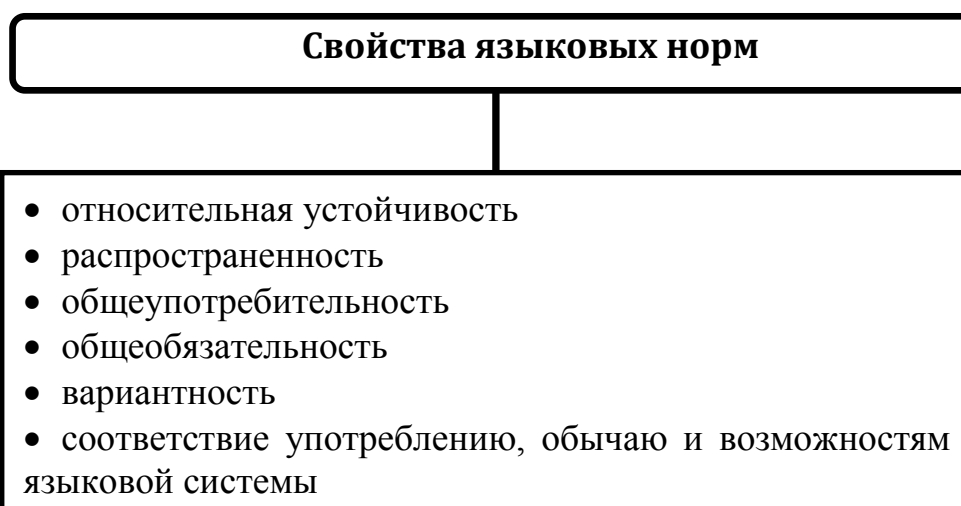 Свойства языковых норм
• относительная устойчивость
• распространенность
• общеупотребительность
• общеобязательность
• вариантность
• соответствие употреблению, обычаю и возможностям
языковой системы